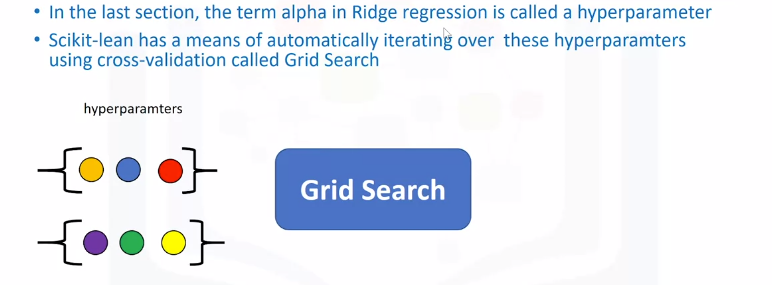 • In the last section, the term alpha in Ridge regression is called a hyperparameter
• Scikit-lean has a means of automatically iterating over these hyperparamters
using cross-validation called Grid Search
hyperparamters
Grid Search